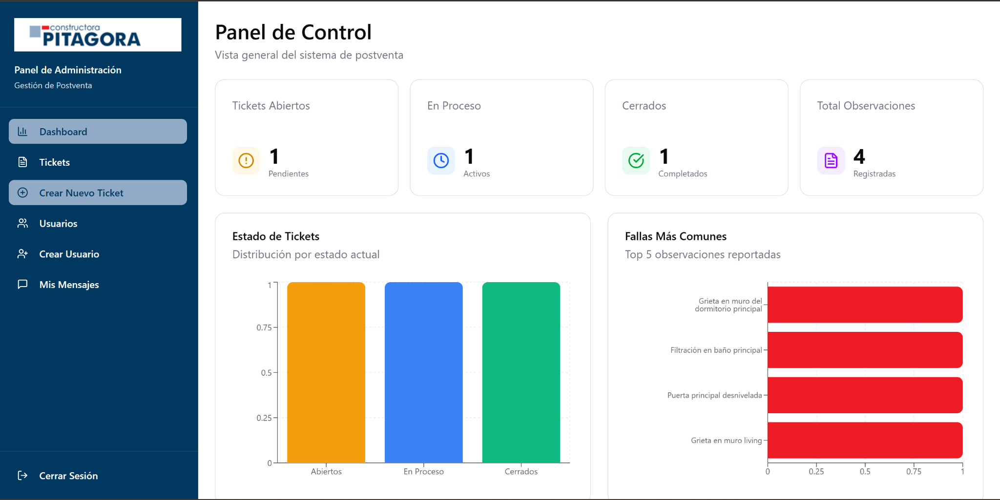 constructora
PITAGORA
Panel de Administración
Gestión de Postventa
Dashboard
Tickets
Crear Nuevo Ticket
Usuarios
Crear Usuario
Mis Mensajes
Cerrar Sesión
Panel de Control
Vista general del sistema de postventa
Tickets Abiertos
1
Pendientes
En Proceso
1
Activos
Cerrados
1
Completados
Total Observaciones
4
Registradas
Estado de Tickets
Distribución por estado actual
1
0.75
0.5
0.25
0
Abiertos
En Proceso
Cerrados
Fallas Más Comunes
Top 5 observaciones reportadas
Grieta en muro del
dormitorio principal
Filtración en baño principal
Puerta principal desnivelada
Grieta en muro living
0
0.25
0.5
0.75
1